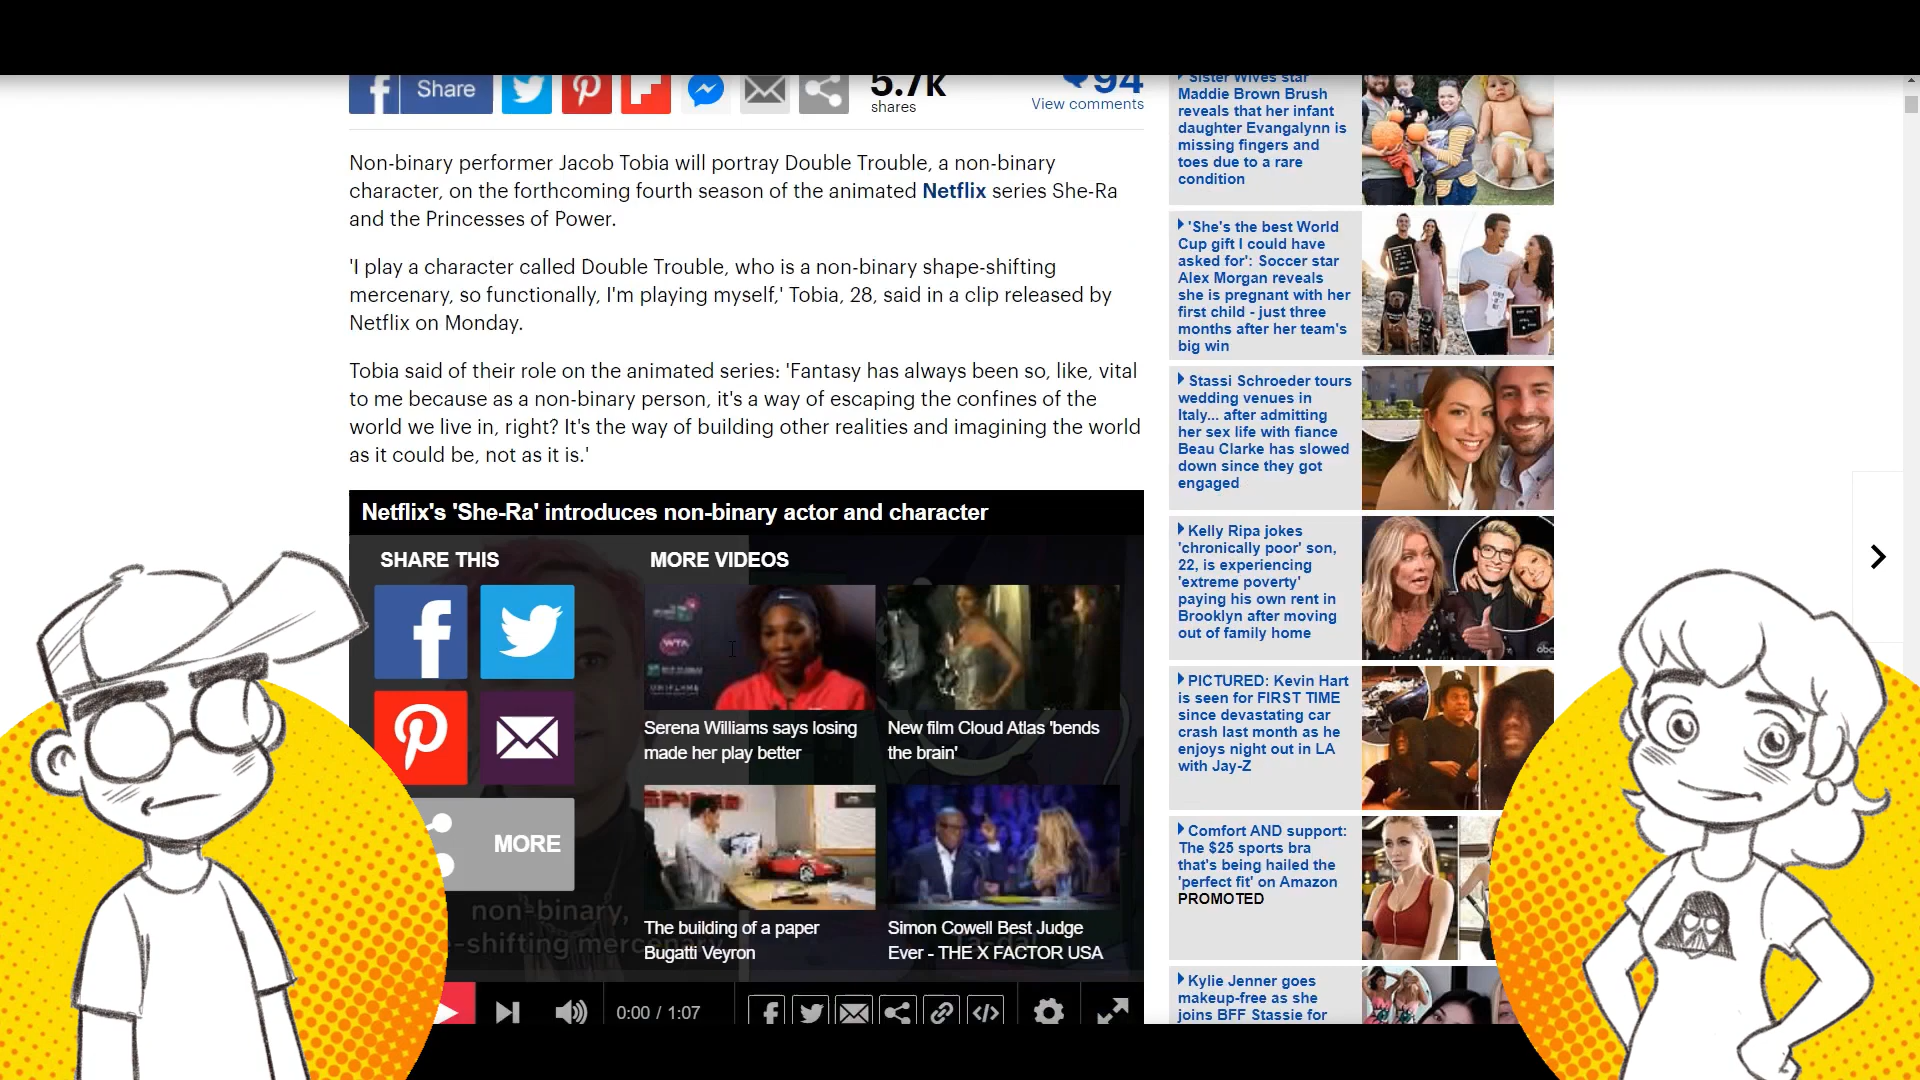 Share
5.7k
shares
94
View comments
Non-binary performer Jacob Tobia will portray Double Trouble, a non-binary
character, on the forthcoming fourth season of the animated Netflix series She-Ra
and the Princesses of Power.
'I play a character called Double Trouble, who is a non-binary shape-shifting
mercenary, so functionally, I'm playing myself,' Tobia, 28, said in a clip released by
Netflix on Monday.
Tobia said of their role on the animated series: 'Fantasy has always been so, like, vital
to me because as a non-binary person, it's a way of escaping the confines of the
world we live in, right? It's the way of building other realities and imagining the world
as it could be, not as it is.'
Netflix's 'She-Ra' introduces non-binary actor and character
SHARE THIS
MORE
MORE VIDEOS
WTA
Serena Williams says losing
made her play better
New film Cloud Atlas 'bends
the brain'
The building of a paper
Bugatti Veyron
Simon Cowell Best Judge
Ever - THE X FACTOR USA
non-binary,
-shifting mercenary
0:00 / 1:07
Sister Wives star
Maddie Brown Brush
reveals that her infant
daughter Evangalynn is
missing fingers and
toes due to a rare
condition
'She's the best World
Cup gift I could have
asked for': Soccer star
Alex Morgan reveals
she is pregnant with her
first child - just three
months after her team's
big win
Stassi Schroeder tours
wedding venues in
Italy... after admitting
her sex life with fiance
Beau Clarke has slowed
down since they got
engaged
Kelly Ripa jokes
'chronically poor' son,
22, is experiencing
'extreme poverty'
paying his own rent in
Brooklyn after moving
out of family home
abc
PICTURED: Kevin Hart
is seen for FIRST TIME
since devastating car
crash last month as he
enjoys night out in LA
with Jay-Z
Comfort AND support:
The $25 sports bra
that's being hailed the
'perfect fit' on Amazon
PROMOTED
Kylie Jenner goes
makeup-free as she
joins BFF Stassie for